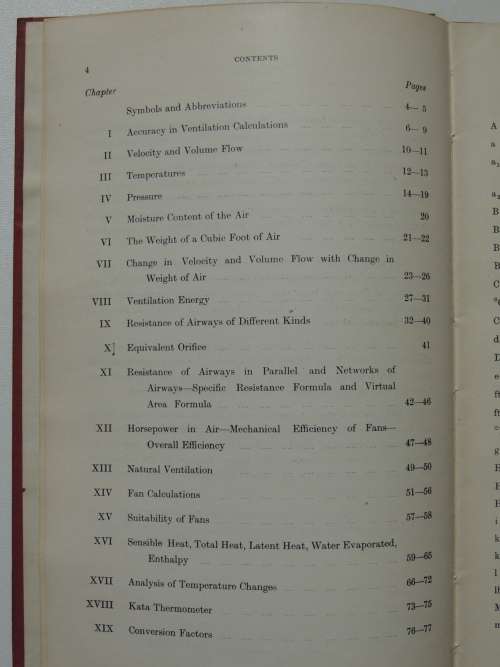 CONTENTS
4
Chapter Pages
Symbols and Abbreviations 4— 5
I Accuracy in Ventilation Calculations 6— 9
II Velocity and Volume Flow 10—11
III Temperatures 12—13
IV Pressure 14—19
V Moisture Content of the Air 20
VI The Weight of a Cubic Foot of Air 21—22
VII Change in Velocity and Volume Flow with Change in
Weight of Air 23—26
VIII Ventilation Energy 27—31
IX Resistance of Airways of Different Kinds 32—40
X Equivalent Orifice 41
XI Resistance of Airways in Parallel and Networks of
Airways—Specific Resistance Formula and Virtual
Area Formula 42—46
XII Horsepower in Air—Mechanical Efficiency of Fans—
Overall Efficiency 47—48
XIII Natural Ventilation 49—50
XIV Fan Calculations 51—56
XV Suitability of Fans 57—58
XVI Sensible Heat, Total Heat, Latent Heat, Water Evaporated,
Enthalpy 59—65
XVII Analysis of Temperature Changes 66—72
XVIII Kata Thermometer 73—75
XIX Conversion Factors 76—77